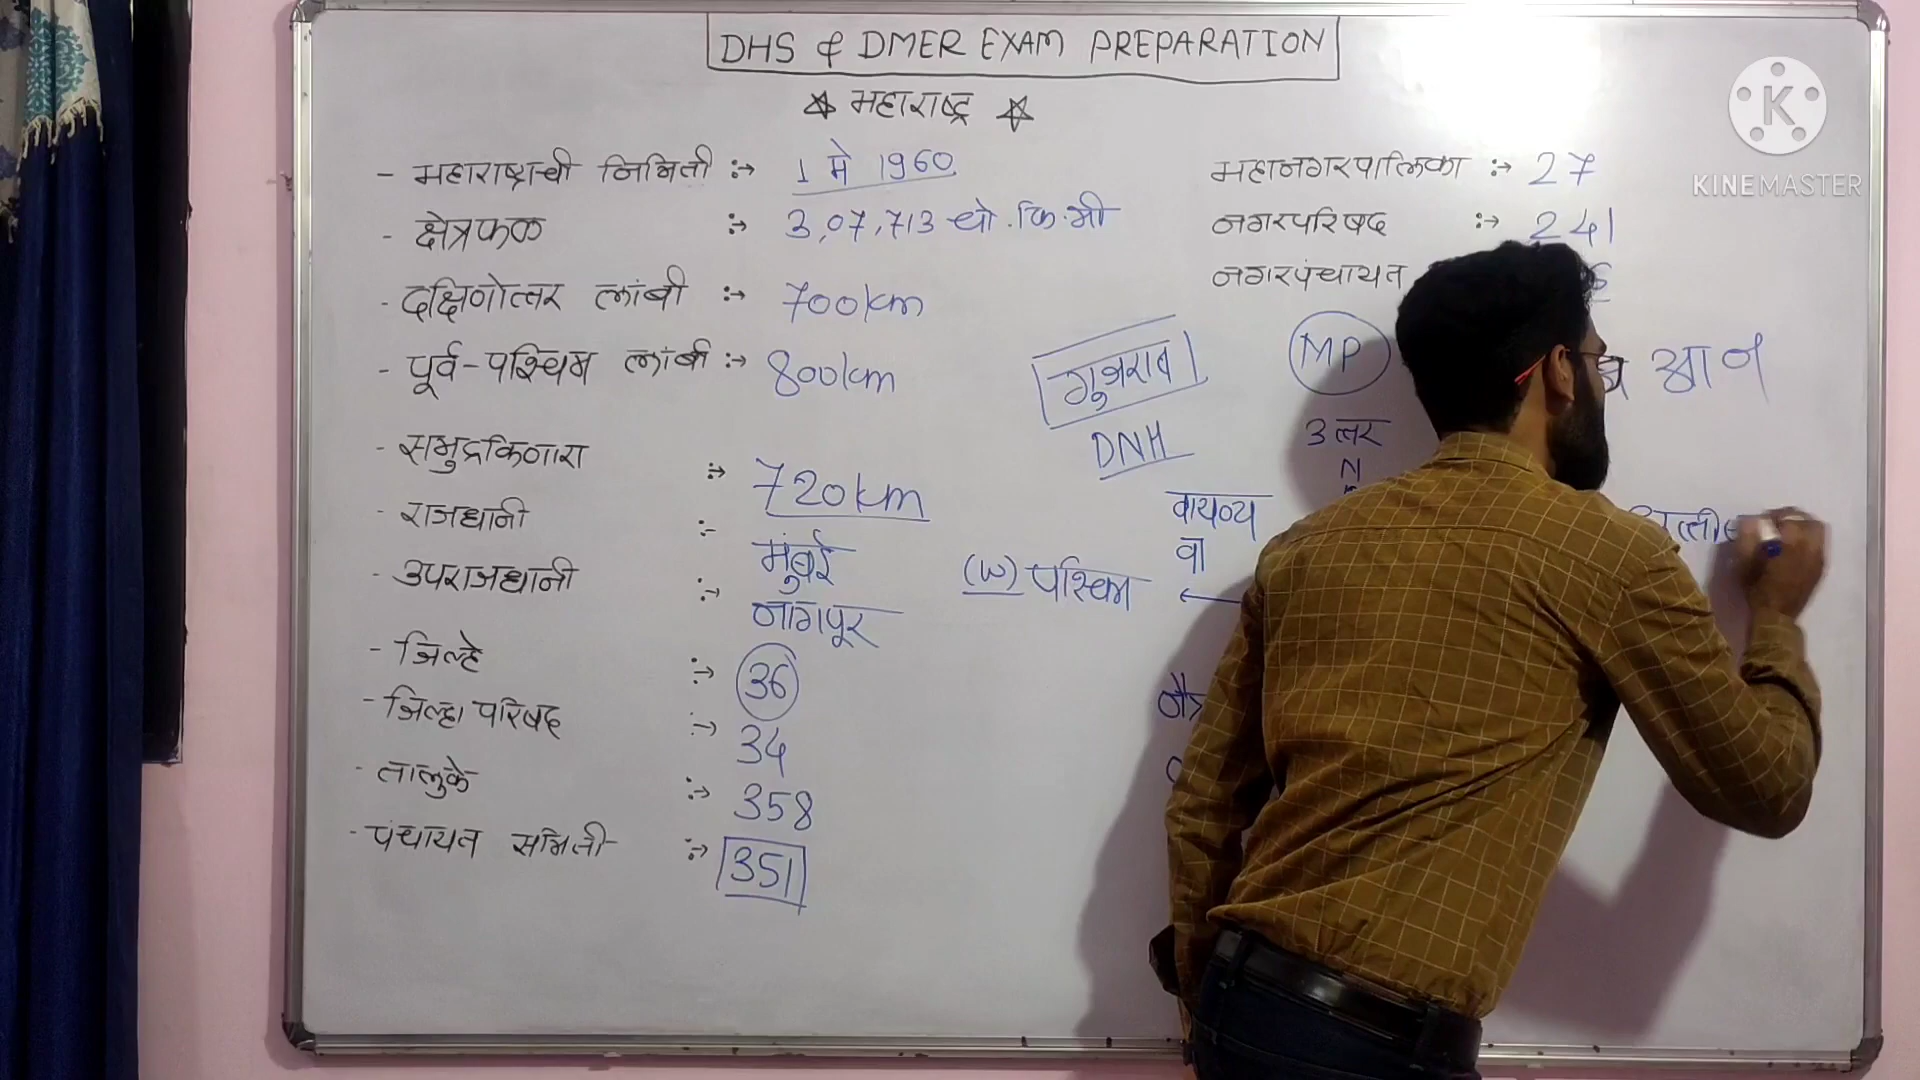 DHS & DMER EXAM PREPARATION
☆ महाराष्ट्र ☆
- महाराष्ट्राची निर्मिती :→ 1 मे 1960
- क्षेत्रफळ :→ 3,07,713 चौ. कि.मी
- दक्षिणोत्तर लांबी :→ 700km
- पूर्व-पश्चिम लांबी :→ 800km
- समुद्रकिनारा :→ 720km
- राजधानी :- मुंबई
- उपराजधानी :- नागपूर
- जिल्हे :→ 36
- जिल्हा परिषद :→ 34
- तालुके :→ 358
- पंचायत समिती :→ 351
महानगरपालिका :→ 27
नगरपरिषद :→ 241
नगरपंचायत
गुजरात
DNH
MP
उत्तर
N
वायव्य
वा
(W) पश्चिम
K
KINEMASTER